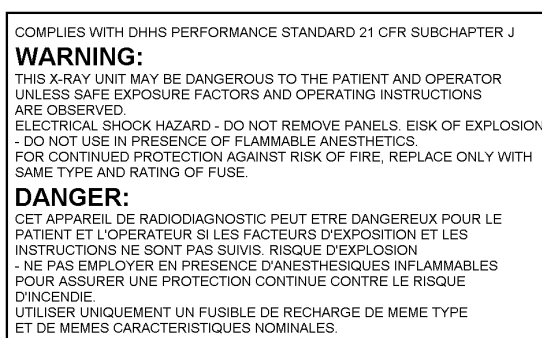 COMPLIES WITH DHHS PERFORMANCE STANDARD 21 CFR SUBCHAPTER J
WARNING:
THIS X-RAY UNIT MAY BE DANGEROUS TO THE PATIENT AND OPERATOR
UNLESS SAFE EXPOSURE FACTORS AND OPERATING INSTRUCTIONS
ARE OBSERVED.
ELECTRICAL SHOCK HAZARD - DO NOT REMOVE PANELS. EISK OF EXPLOSION
- DO NOT USE IN PRESENCE OF FLAMMABLE ANESTHETICS.
FOR CONTINUED PROTECTION AGAINST RISK OF FIRE, REPLACE ONLY WITH
SAME TYPE AND RATING OF FUSE.
DANGER:
CET APPAREIL DE RADIODIAGNOSTIC PEUT ETRE DANGEREUX POUR LE
PATIENT ET L'OPERATEUR SI LES FACTEURS D'EXPOSITION ET LES
INSTRUCTIONS NE SONT PAS SUIVIS. RISQUE D'EXPLOSION
- NE PAS EMPLOYER EN PRESENCE D'ANESTHESIQUES INFLAMMABLES
POUR ASSURER UNE PROTECTION CONTINUE CONTRE LE RISQUE
D'INCENDIE.
UTILISER UNIQUEMENT UN FUSIBLE DE RECHARGE DE MEME TYPE
ET DE MEMES CARACTERISTIQUES NOMINALES.